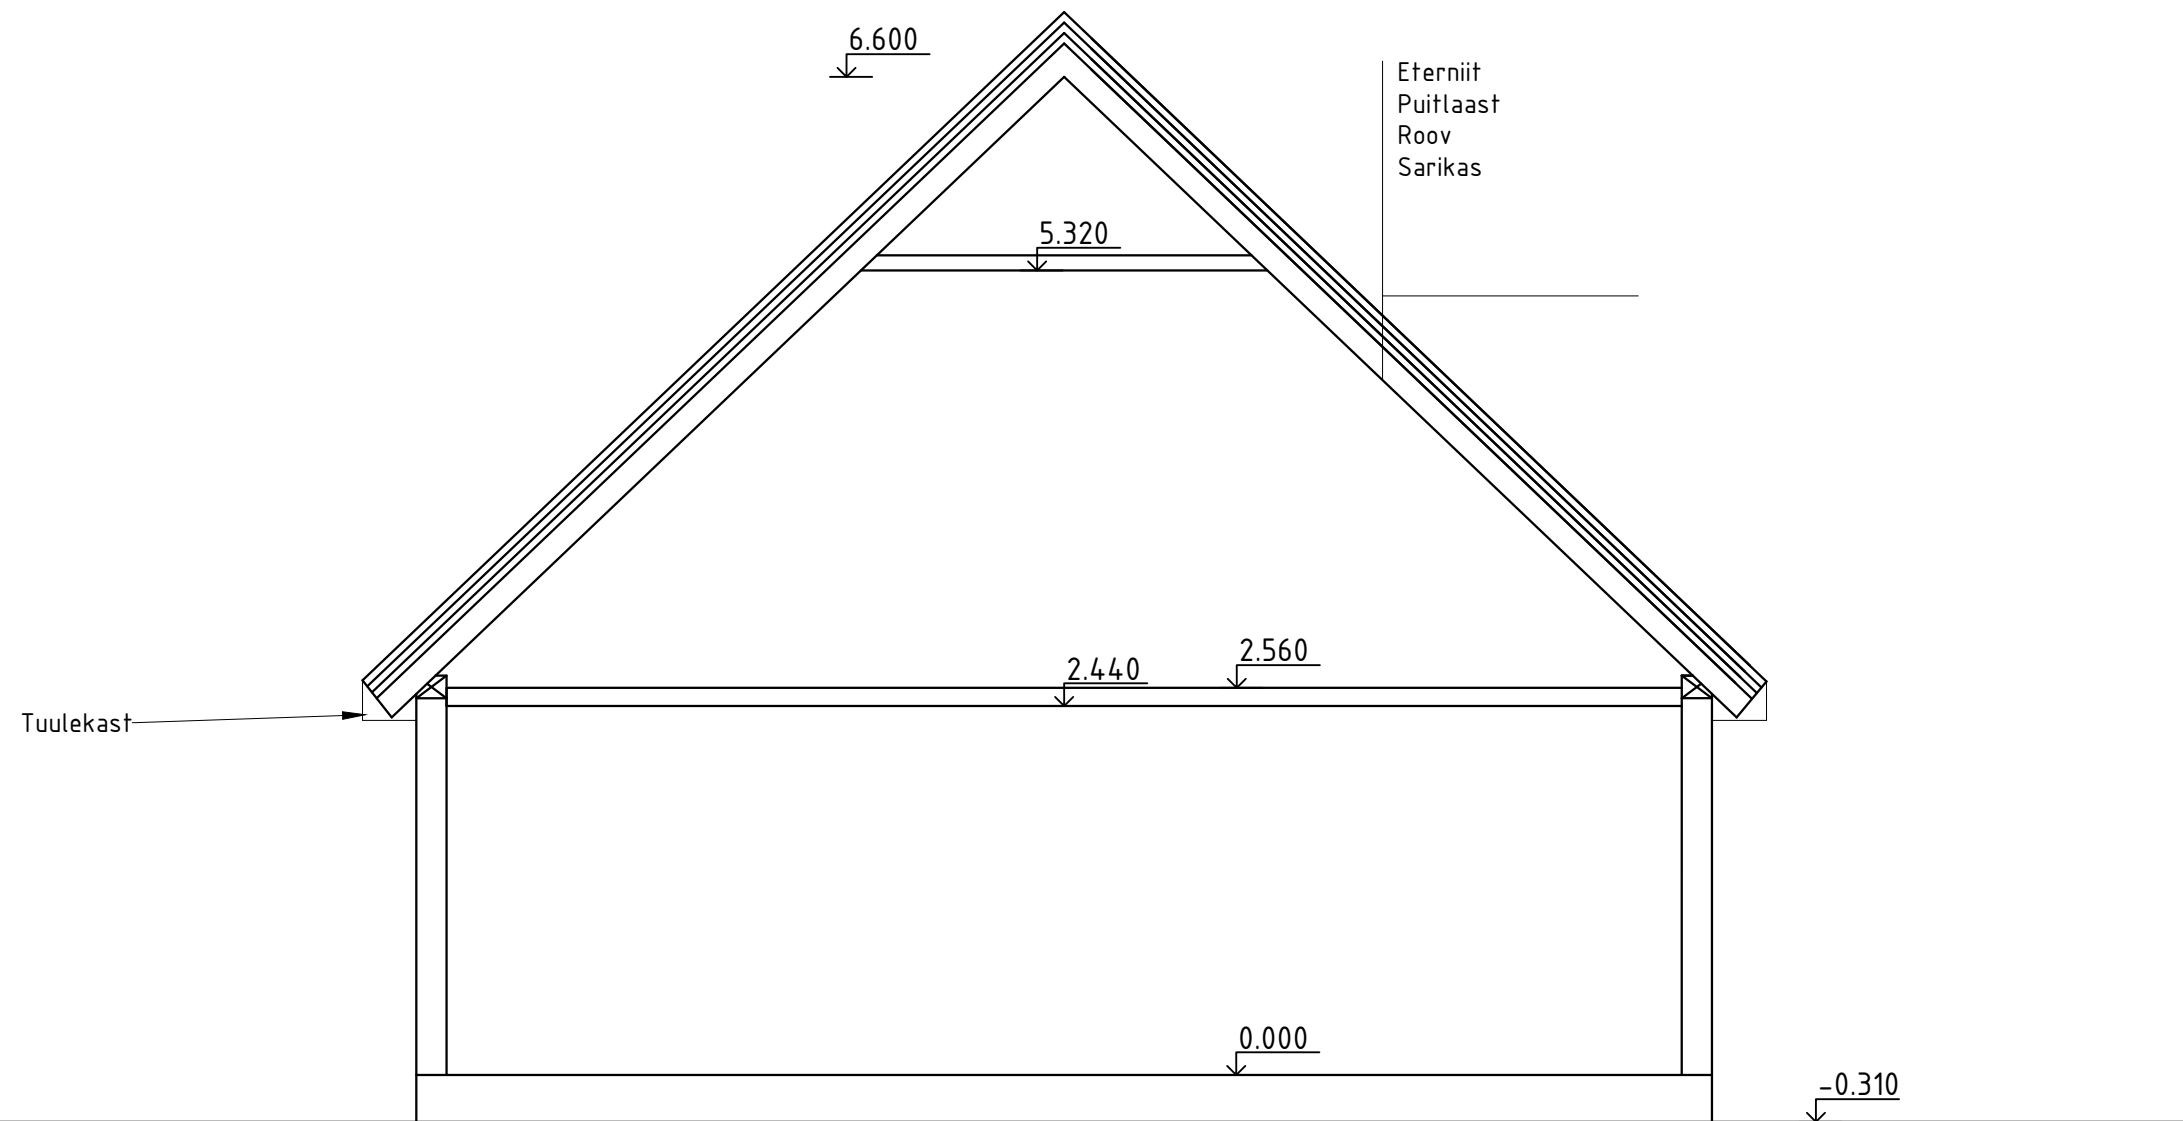 6.600
Eterniit
Puitlaast
Roov
Sarikas
5.320
2.560
2.440
Tuulekast
0.000
-0.310